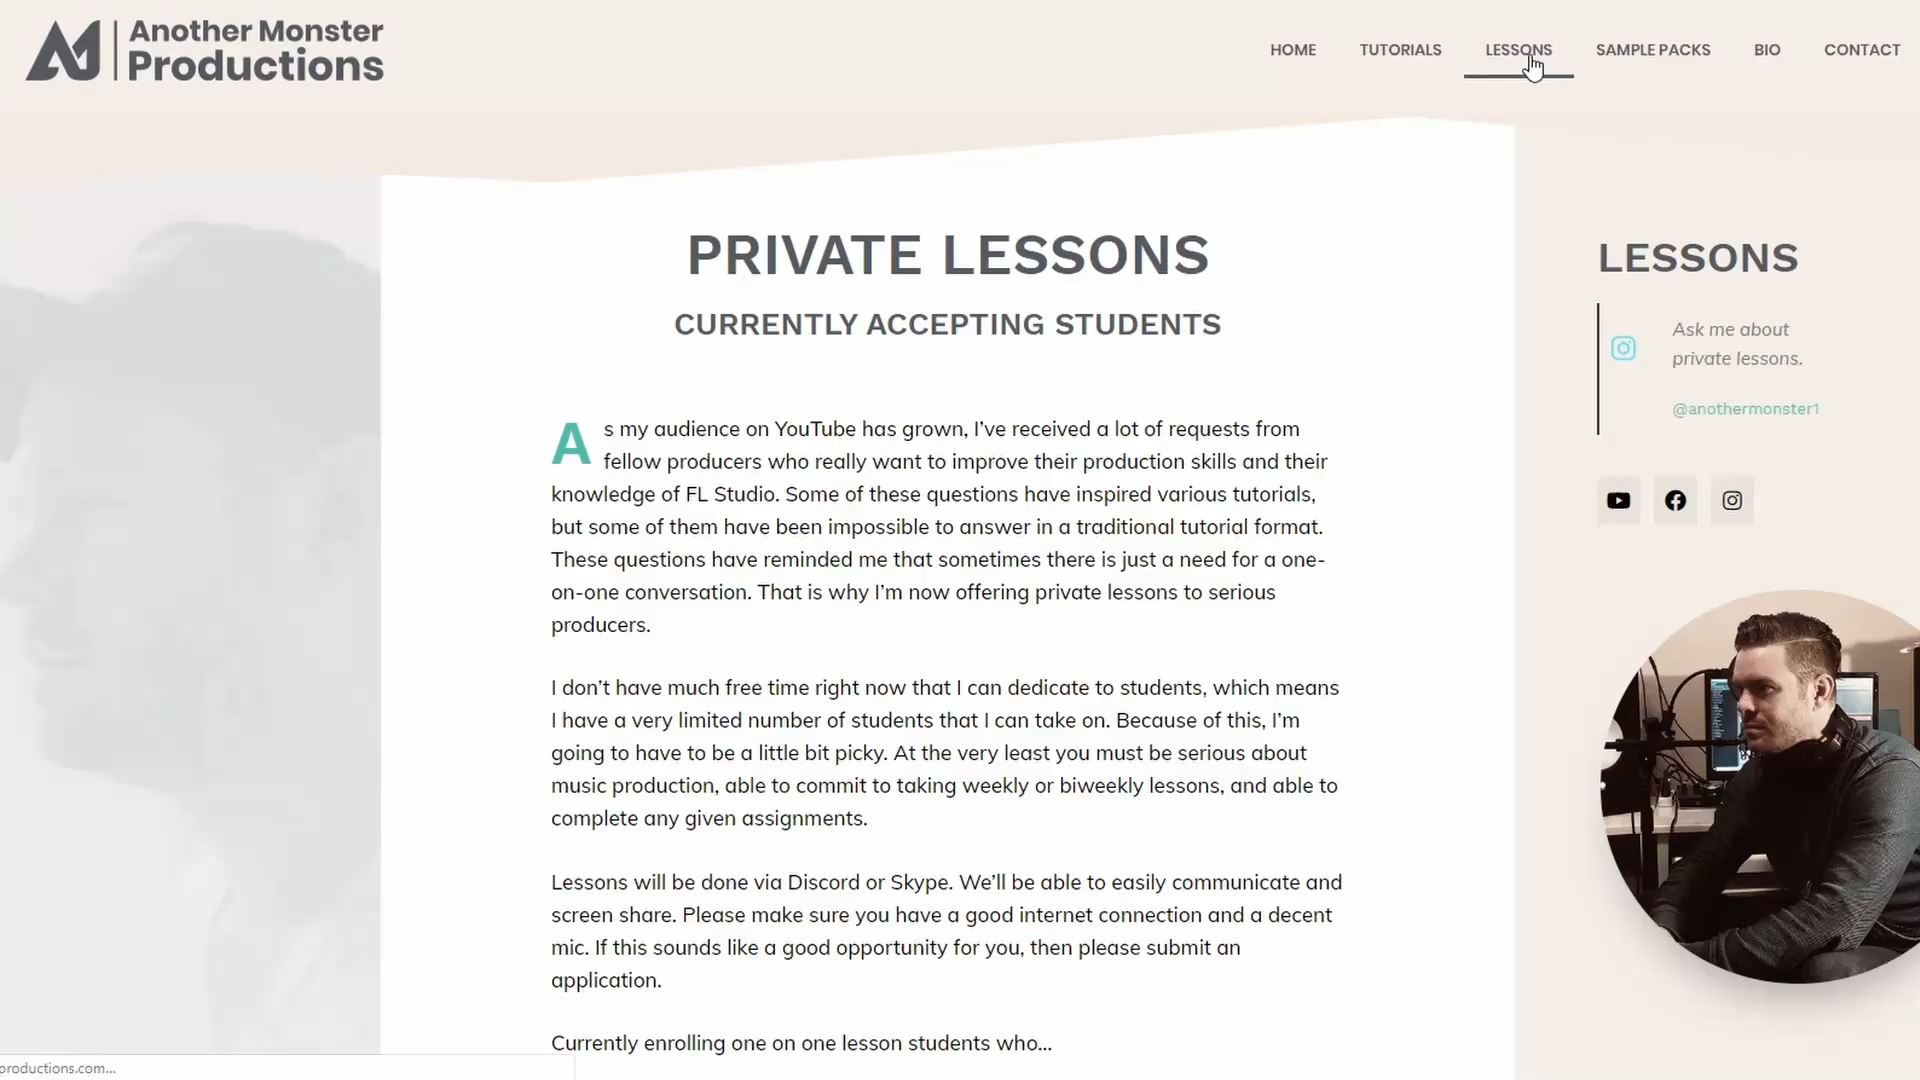 Another Monster
Productions
HOME TUTORIALS LESSONS SAMPLE PACKS BIO CONTACT
PRIVATE LESSONS
CURRENTLY ACCEPTING STUDENTS
As my audience on YouTube has grown, I’ve received a lot of requests from
fellow producers who really want to improve their production skills and their
knowledge of FL Studio. Some of these questions have inspired various tutorials,
but some of them have been impossible to answer in a traditional tutorial format.
These questions have reminded me that sometimes there is just a need for a one-
on-one conversation. That is why I’m now offering private lessons to serious
producers.
I don’t have much free time right now that I can dedicate to students, which means
I have a very limited number of students that I can take on. Because of this, I’m
going to have to be a little bit picky. At the very least you must be serious about
music production, able to commit to taking weekly or biweekly lessons, and able to
complete any given assignments.
Lessons will be done via Discord or Skype. We’ll be able to easily communicate and
screen share. Please make sure you have a good internet connection and a decent
mic. If this sounds like a good opportunity for you, then please submit an
application.
Currently enrolling one on one lesson students who...
LESSONS
Ask me about
private lessons.
@anothermonster1
productions.com...